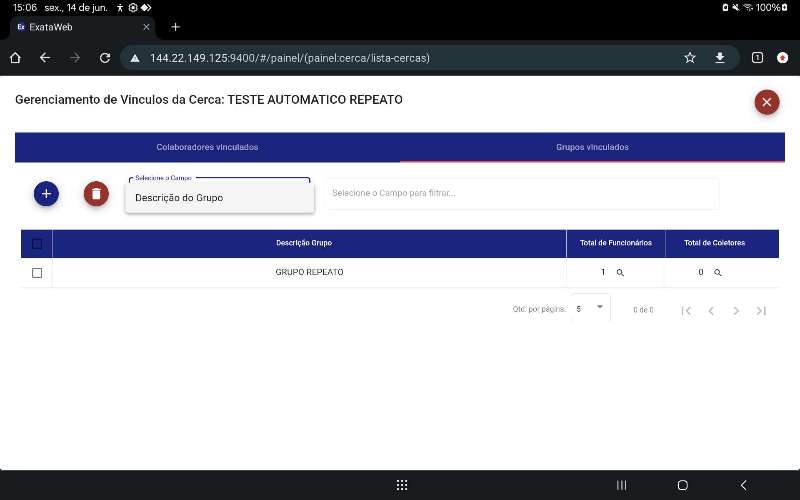 15:06 sex., 14 de jun. 100%
Ex ExataWeb
144.22.149.125:9400/#/painel/(painel:cerca/lista-cercas) 1
Gerenciamento de Vinculos da Cerca: TESTE AUTOMATICO REPEATO
Colaboradores vinculados Grupos vinculados
Selecione o Campo
Descrição do Grupo
Selecione o Campo para filtrar...
Descrição Grupo Total de Funcionários Total de Coletores
GRUPO REPEATO 1 0
Qtd. por página: 5 0 de 0